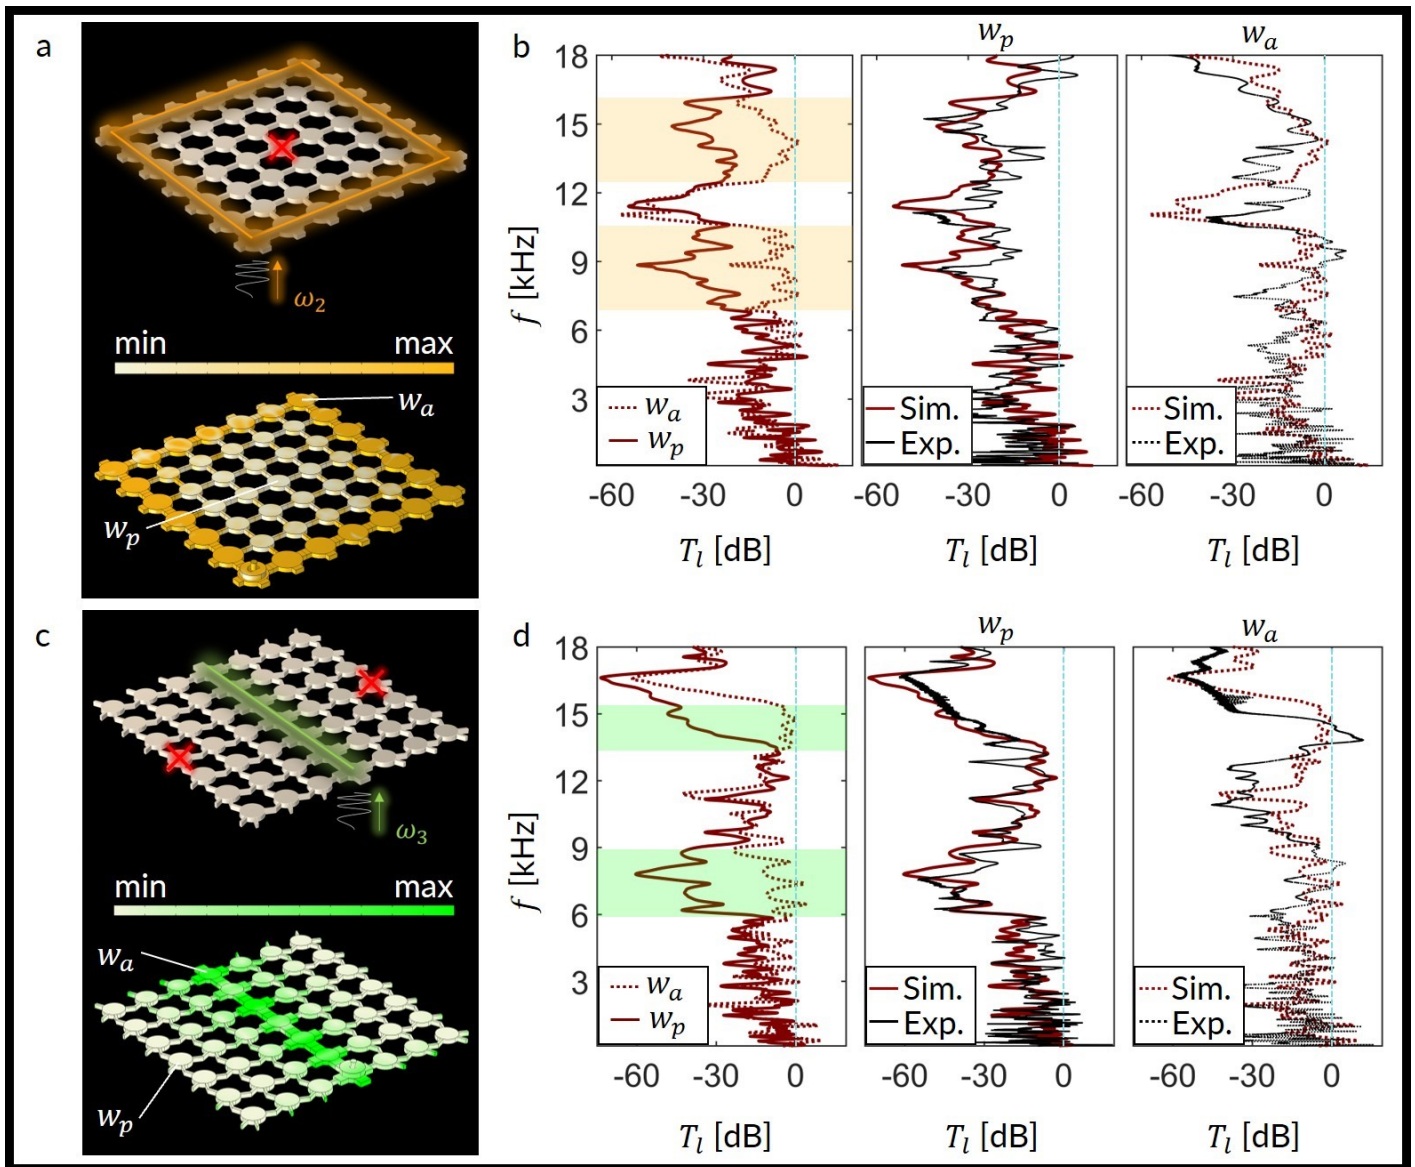 a
ω₂
min max
wₐ
wₚ
b
wₚ
wₐ
f [kHz]
18
15
12
9
6
3
wₐ
wₚ
Sim.
Exp.
Sim.
Exp.
-60 -30 0
-60 -30 0
-60 -30 0
Tₗ [dB]
Tₗ [dB]
Tₗ [dB]
c
ω₃
min max
wₐ
wₚ
d
wₚ
wₐ
f [kHz]
18
15
12
9
6
3
wₐ
wₚ
Sim.
Exp.
Sim.
Exp.
-60 -30 0
-60 -30 0
-60 -30 0
Tₗ [dB]
Tₗ [dB]
Tₗ [dB]